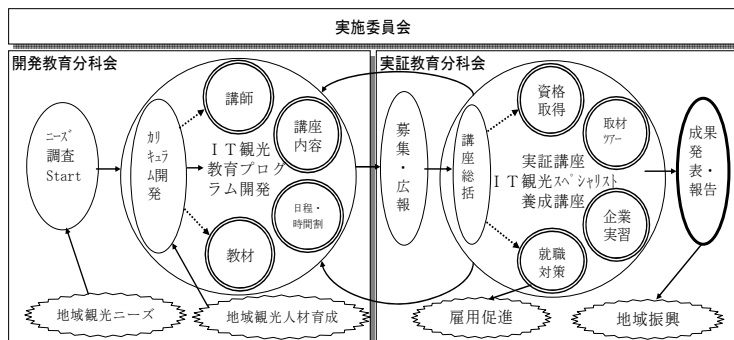 実施委員会
開発教育分科会
ニーズ
調査
Start
カリ
キュラ
ム開
発
講師
講座
内容
ＩＴ観光
教育プログ
ラム開発
日程・
時間割
教材
地域観光ニーズ
地域観光人材育成
実証教育分科会
募集・広報
講座総括
資格
取得
取材
ツアー
実証講座
ＩＴ観光スペシャリスト
養成講座
企業
実習
就職
対策
成果
発
表・
報告
雇用促進
地域振興